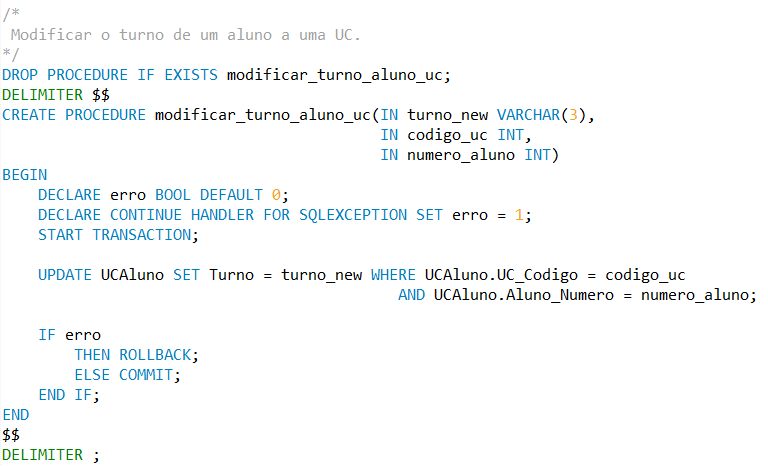 /*
 Modificar o turno de um aluno a uma UC.
*/
DROP PROCEDURE IF EXISTS modificar_turno_aluno_uc;
DELIMITER $$
CREATE PROCEDURE modificar_turno_aluno_uc(IN turno_new VARCHAR(3),
                                          IN codigo_uc INT,
                                          IN numero_aluno INT)
BEGIN
    DECLARE erro BOOL DEFAULT 0;
    DECLARE CONTINUE HANDLER FOR SQLEXCEPTION SET erro = 1;
    START TRANSACTION;

    UPDATE UCAluno SET Turno = turno_new WHERE UCAluno.UC_Codigo = codigo_uc
                                            AND UCAluno.Aluno_Numero = numero_aluno;

    IF erro
        THEN ROLLBACK;
        ELSE COMMIT;
    END IF;
END
$$
DELIMITER ;